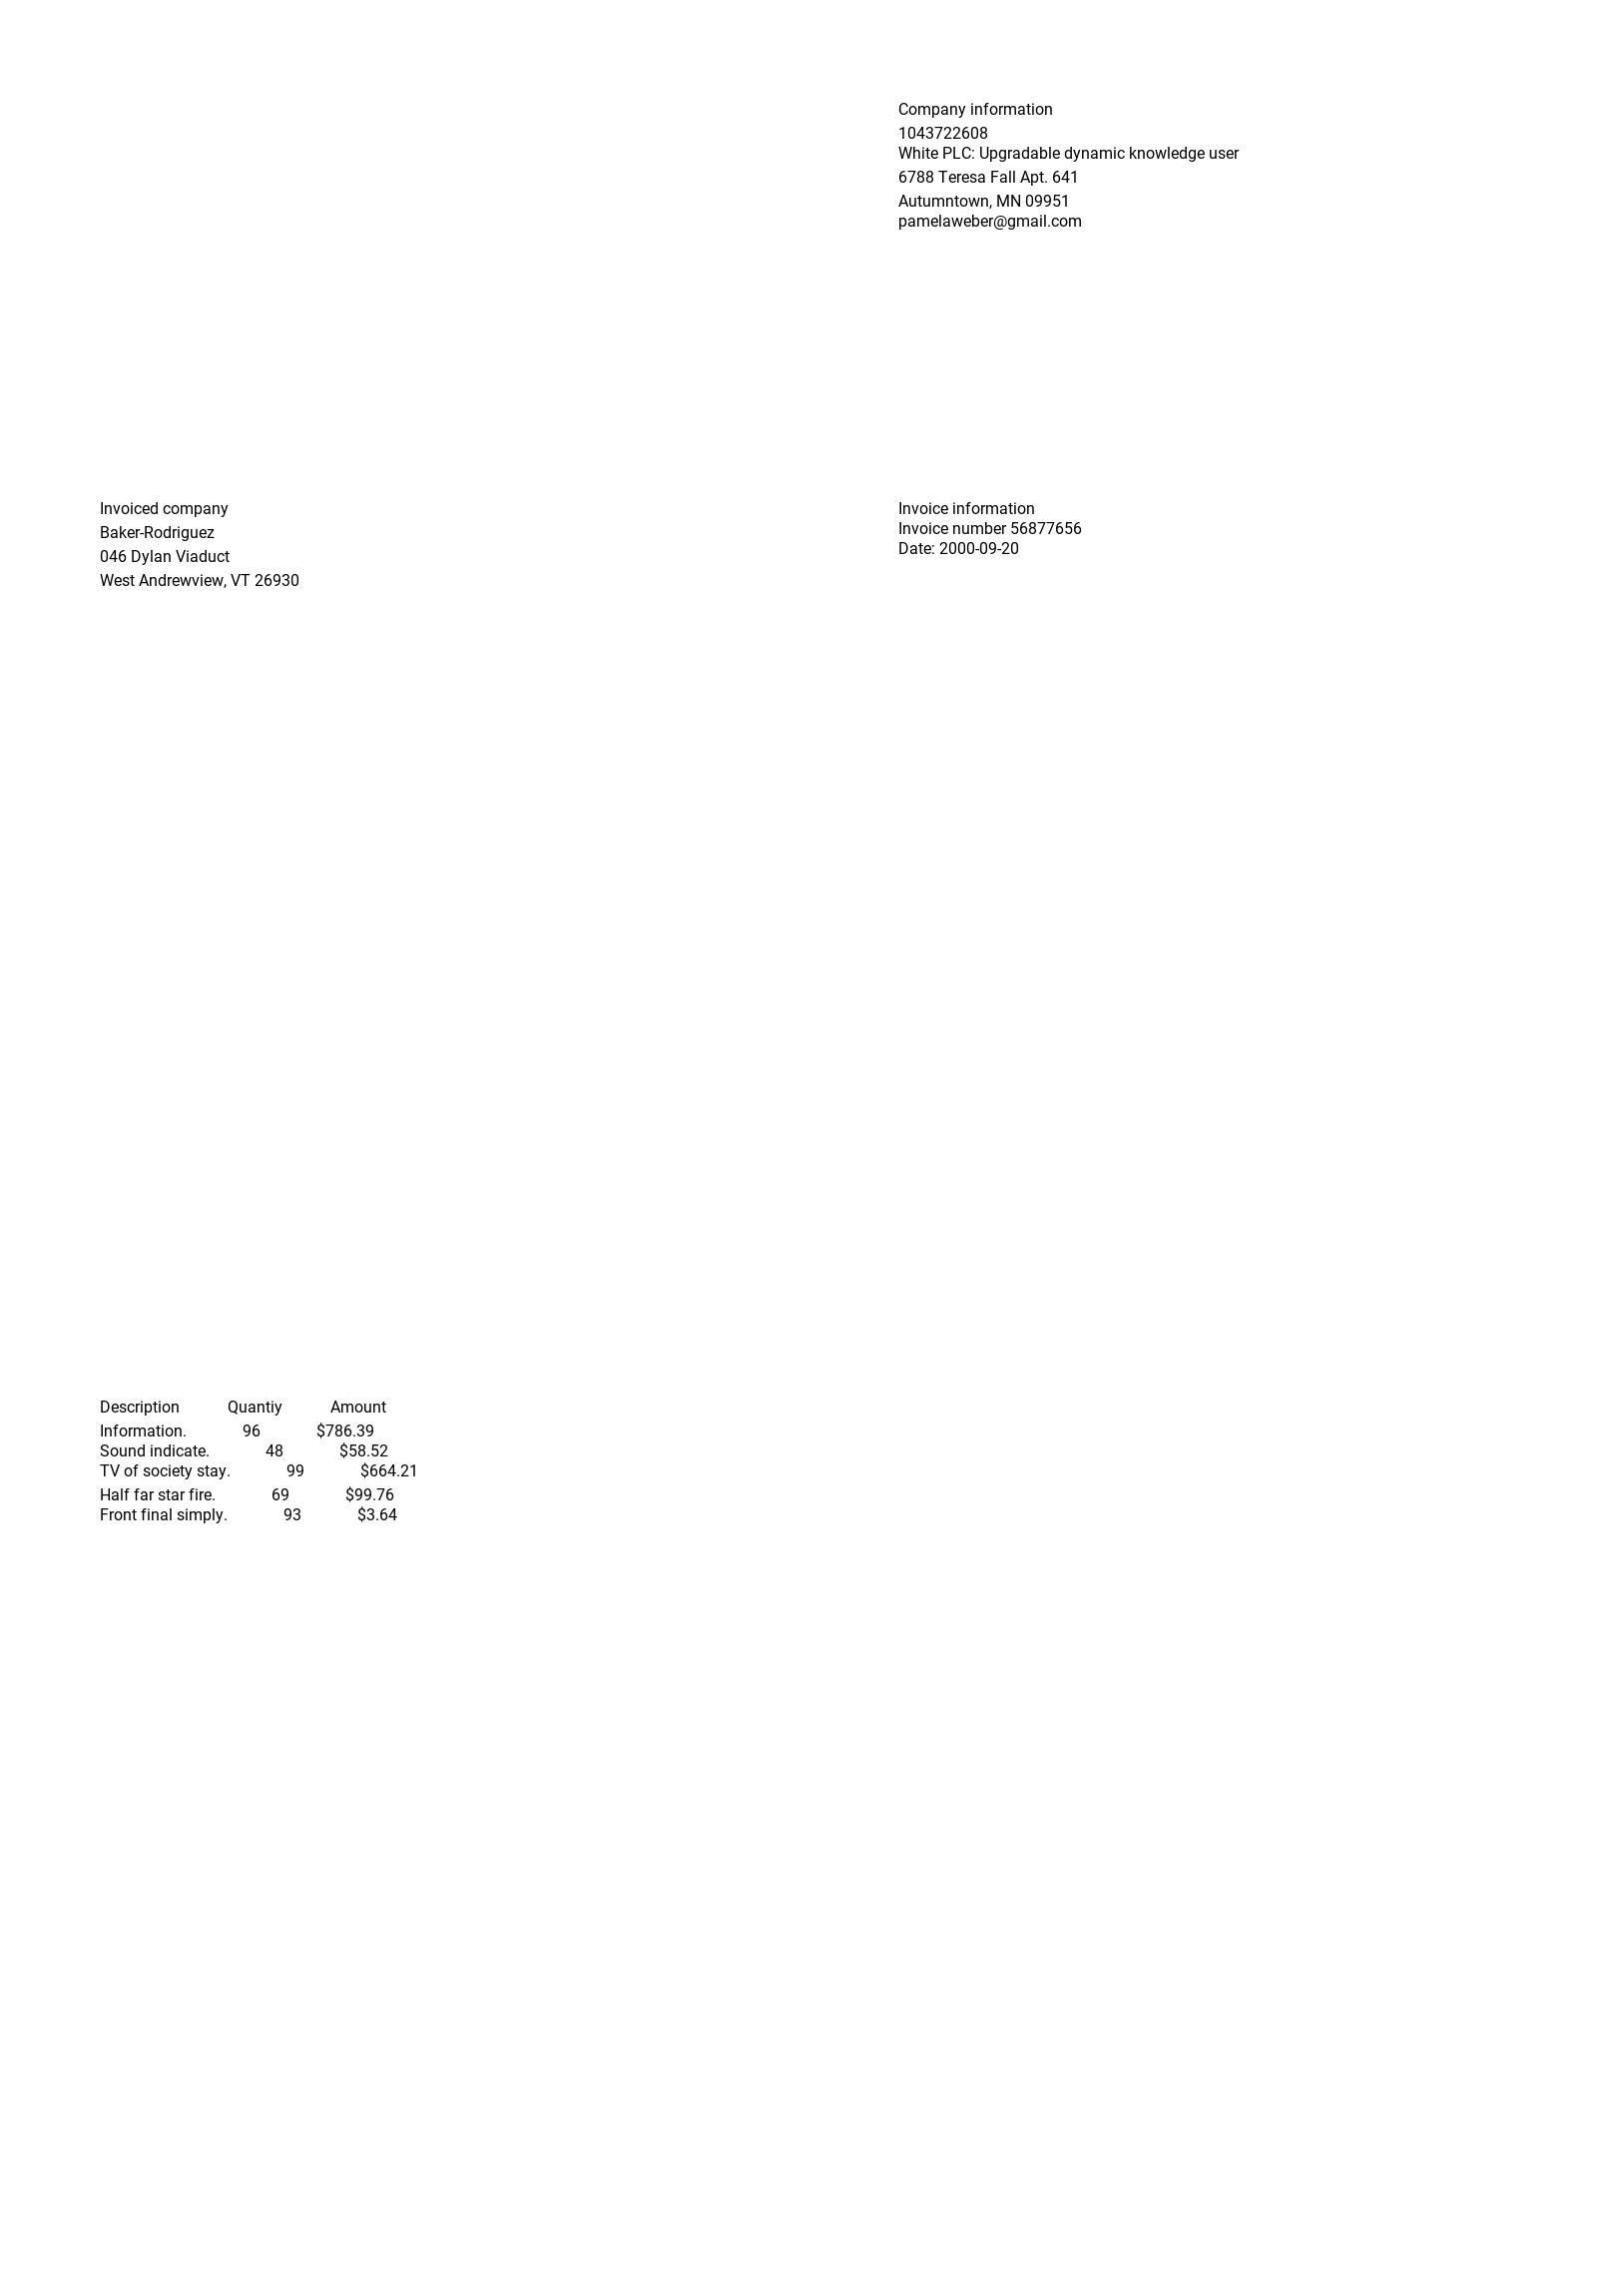 Company information
1043722608
White PLC: Upgradable dynamic knowledge user
6788 Teresa Fall Apt. 641
Autumntown, MN 09951
pamelaweber@gmail.com
Invoiced company
Baker-Rodriguez
046 Dylan Viaduct
West Andrewview, VT 26930
Invoice information
Invoice number 56877656
Date: 2000-09-20
Description Quantiy Amount
Information. 96 $786.39
Sound indicate. 48 $58.52
TV of society stay. 99 $664.21
Half far star fire. 69 $99.76
Front final simply. 93 $3.64